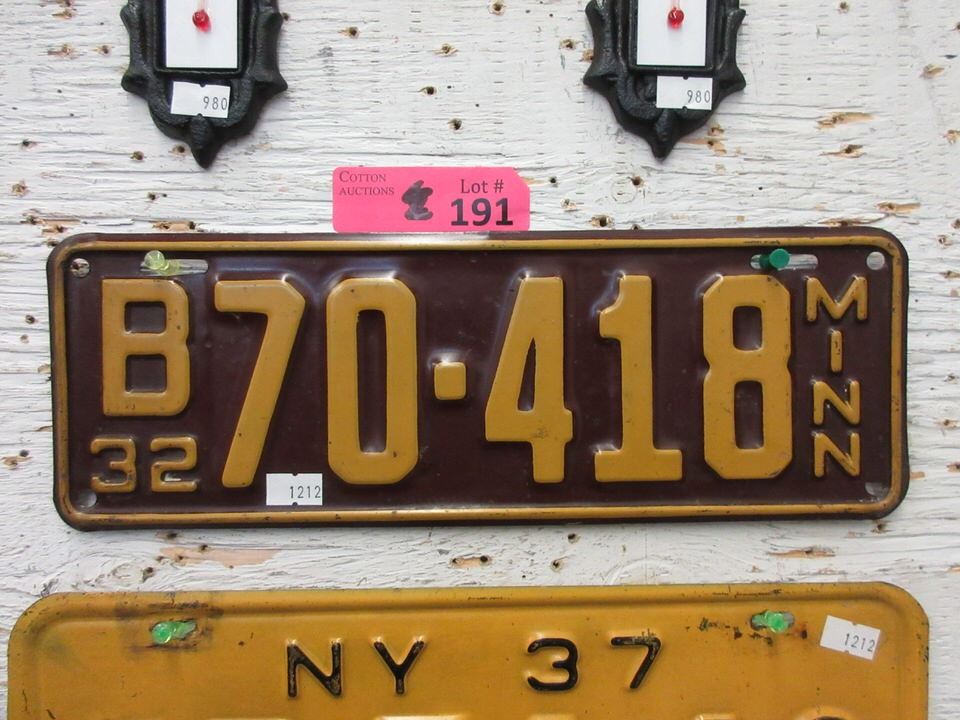 980
980
COTTON
AUCTIONS
Lot #
191
B70·418
32
MINN
1212
NY 37
1212